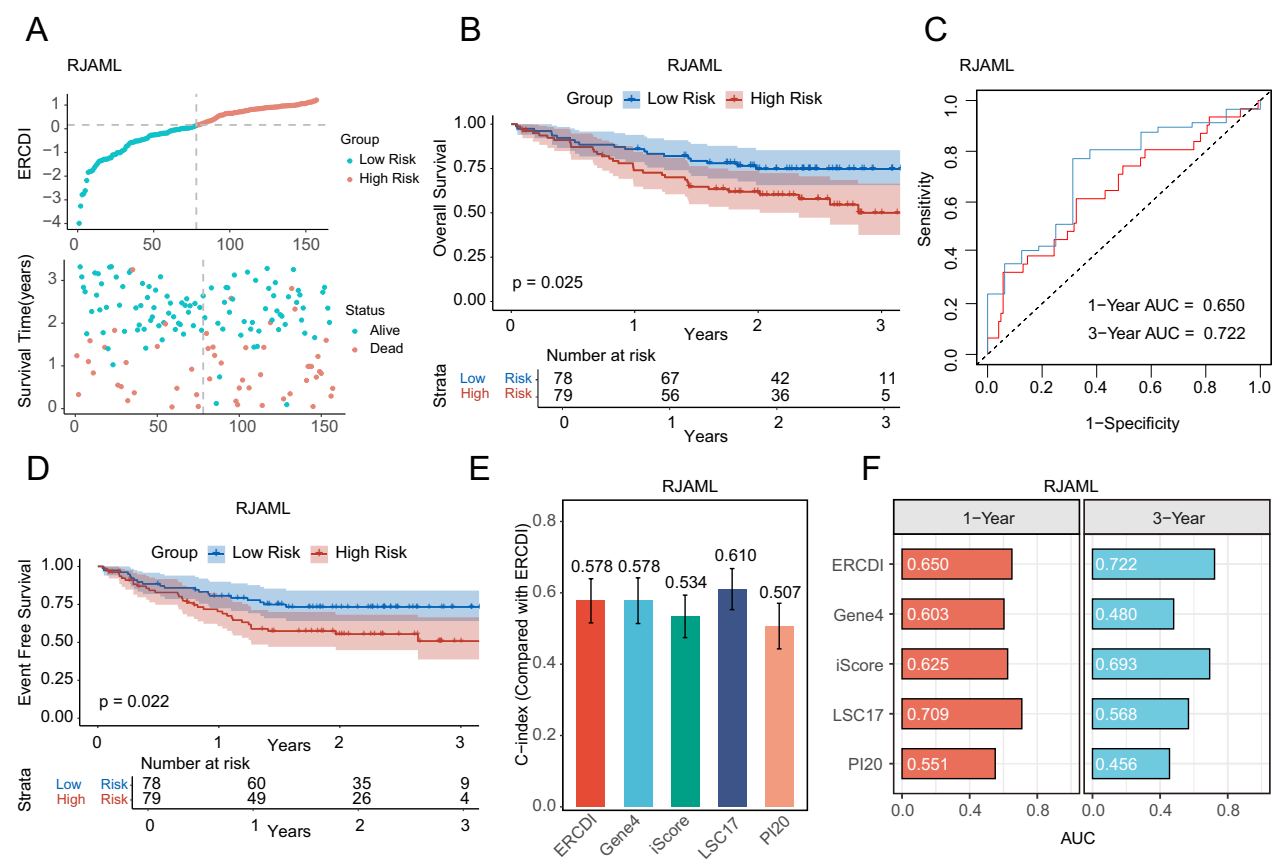 A
RJAML
ERCDI
1
0
−1
−2
−3
−4
0 50 100 150
Group
Low Risk
High Risk
Survival Time(years)
3
2
1
0
0 50 100 150
Status
Alive
Dead
B
RJAML
Group Low Risk High Risk
Overall Survival
1.00
0.75
0.50
0.25
0.00
p = 0.025
0 1 2 3
Years
Number at risk
Strata
Low Risk 78 67 42 11
High Risk 79 56 36 5
0 1 2 3
Years
C
RJAML
Sensitivity
1.0
0.8
0.6
0.4
0.2
0.0
1−Year AUC = 0.650
3−Year AUC = 0.722
0.0 0.2 0.4 0.6 0.8 1.0
1−Specificity
D
RJAML
Group Low Risk High Risk
Event Free Survival
1.00
0.75
0.50
0.25
0.00
p = 0.022
0 1 2 3
Years
Number at risk
Strata
Low Risk 78 60 35 9
High Risk 79 49 26 4
0 1 2 3
Years
E
RJAML
C−index (Compared with ERCDI)
0.8
0.6
0.4
0.2
0.0
0.578 0.578 0.534 0.610 0.507
ERCDI Gene4 iScore LSC17 PI20
F
RJAML
1−Year 3−Year
ERCDI 0.650 0.722
Gene4 0.603 0.480
iScore 0.625 0.693
LSC17 0.709 0.568
PI20 0.551 0.456
0.0 0.4 0.8 0.0 0.4 0.8
AUC